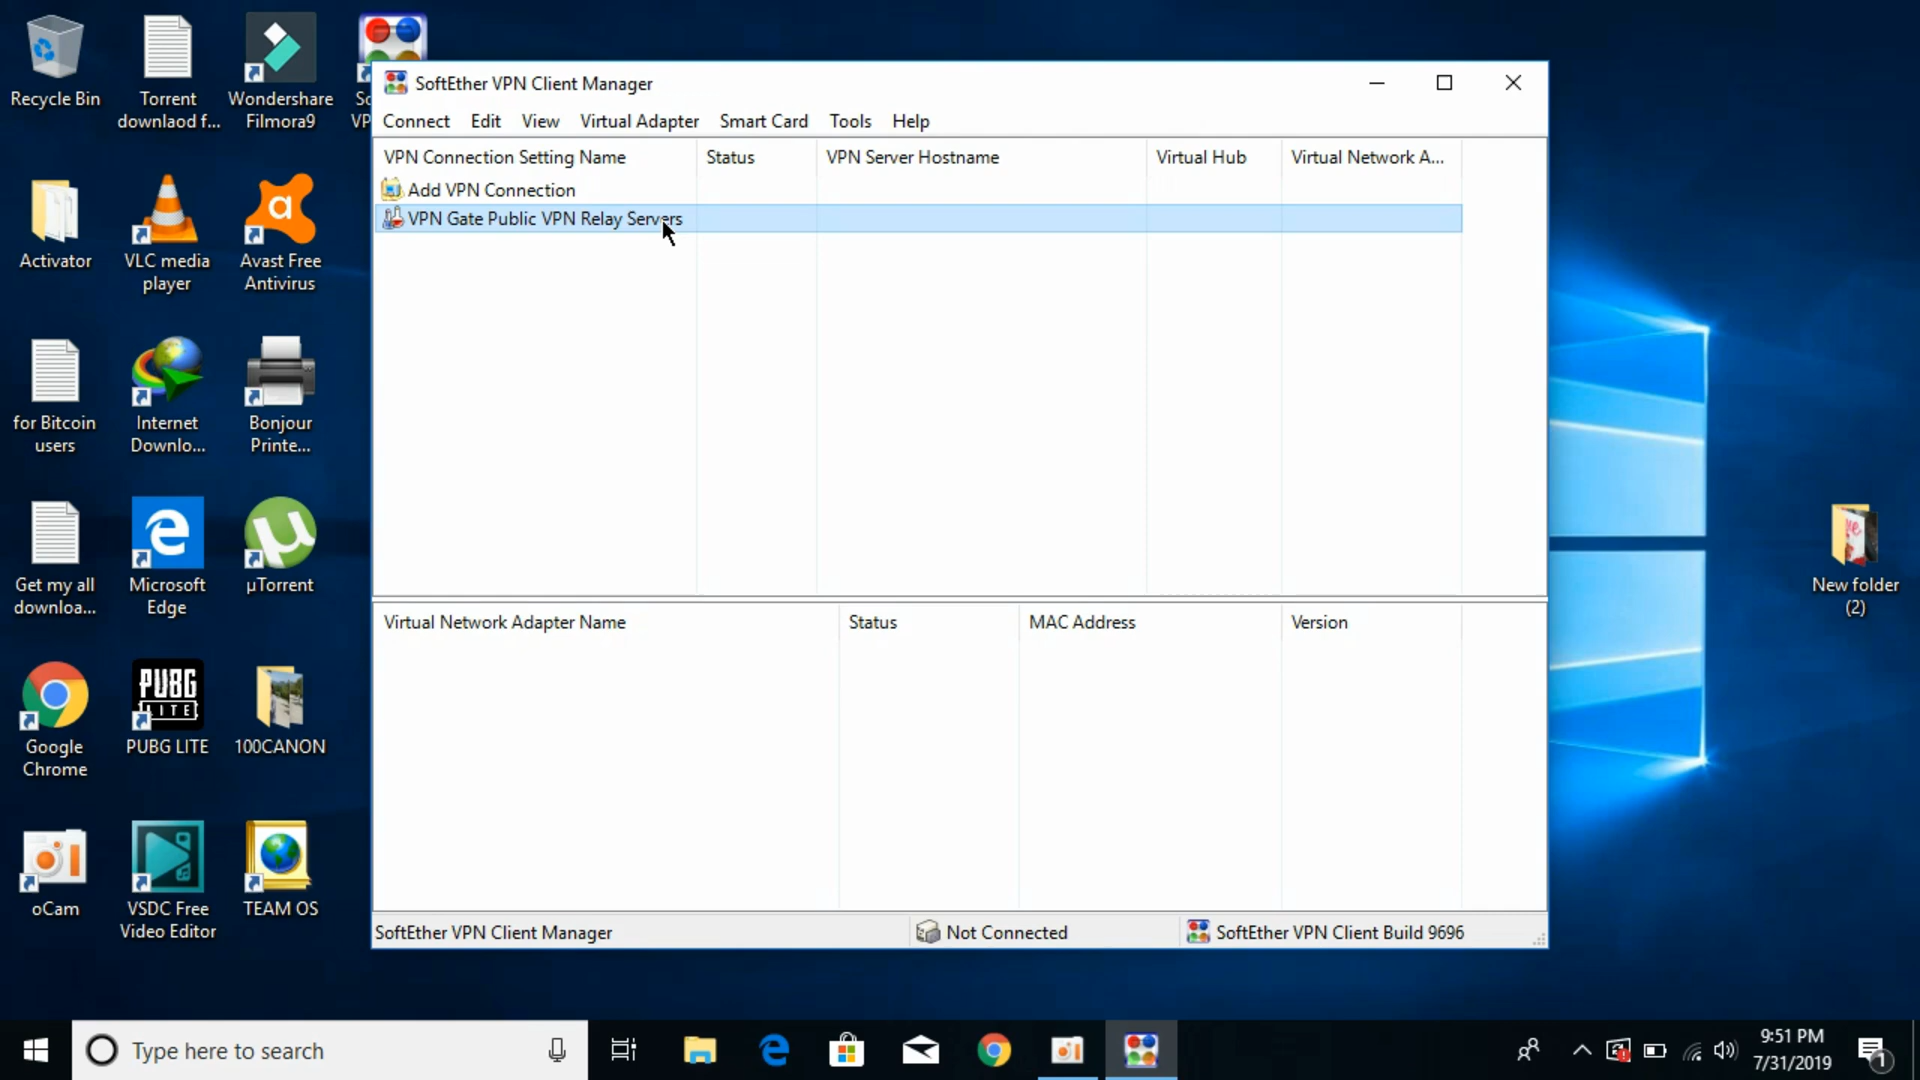 Recycle Bin
Torrent
downlaod f...
Wondershare
Filmora9
SoftEther VPN Client Manager
Connect Edit View Virtual Adapter Smart Card Tools Help
VPN Connection Setting Name Status VPN Server Hostname Virtual Hub Virtual Network A...
Add VPN Connection
VPN Gate Public VPN Relay Servers
Activator
VLC media
player
a
Avast Free
Antivirus
for Bitcoin
users
Internet
Downlo...
Bonjour
Printe...
Get my all
downloa...
Microsoft
Edge
µTorrent
New folder
(2)
Virtual Network Adapter Name Status MAC Address Version
Google
Chrome
PUBG
LITE
PUBG LITE
100CANON
oCam
VSDC Free
Video Editor
TEAM OS
SoftEther VPN Client Manager Not Connected SoftEther VPN Client Build 9696
Type here to search
9:51 PM
7/31/2019
1